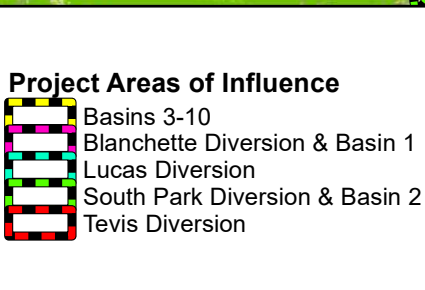 Project Areas of Influence
Basins 3-10
Blanchette Diversion & Basin 1
Lucas Diversion
South Park Diversion & Basin 2
Tevis Diversion